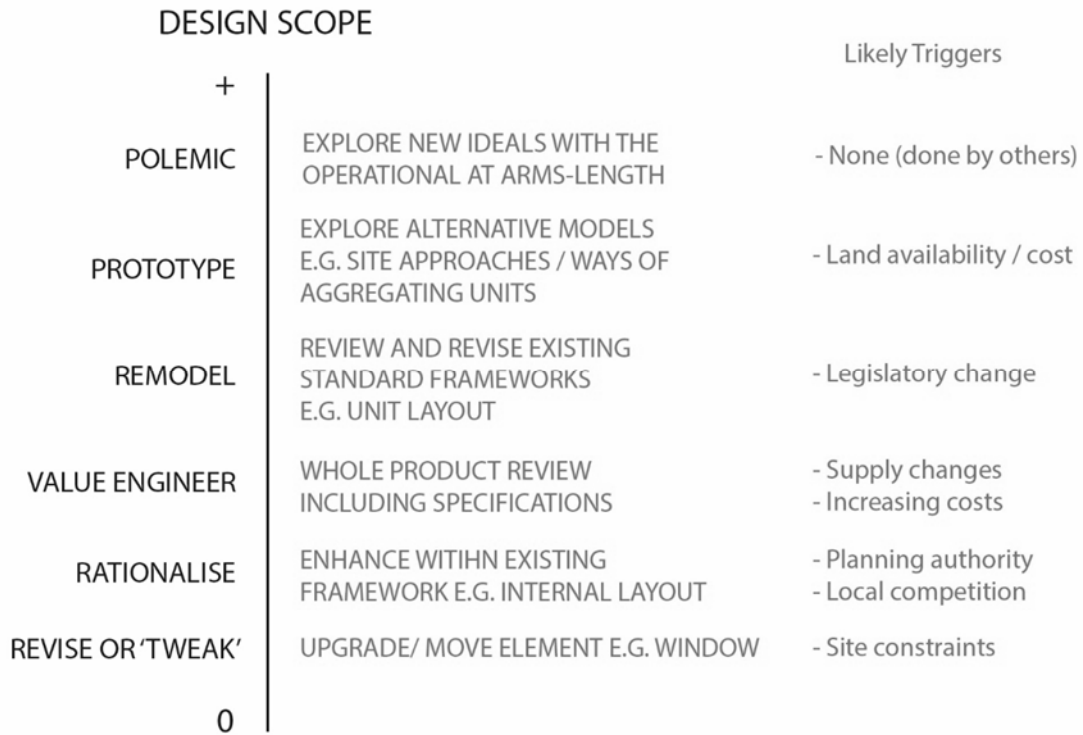 DESIGN SCOPE
Likely Triggers
+
POLEMIC
EXPLORE NEW IDEALS WITH THE
OPERATIONAL AT ARMS-LENGTH
- None (done by others)
PROTOTYPE
EXPLORE ALTERNATIVE MODELS
E.G. SITE APPROACHES / WAYS OF
AGGREGATING UNITS
- Land availability / cost
REMODEL
REVIEW AND REVISE EXISTING
STANDARD FRAMEWORKS
E.G. UNIT LAYOUT
- Legislatory change
VALUE ENGINEER
WHOLE PRODUCT REVIEW
INCLUDING SPECIFICATIONS
- Supply changes
- Increasing costs
RATIONALISE
ENHANCE WITIHN EXISTING
FRAMEWORK E.G. INTERNAL LAYOUT
- Planning authority
- Local competition
REVISE OR 'TWEAK'
UPGRADE/ MOVE ELEMENT E.G. WINDOW
- Site constraints
0